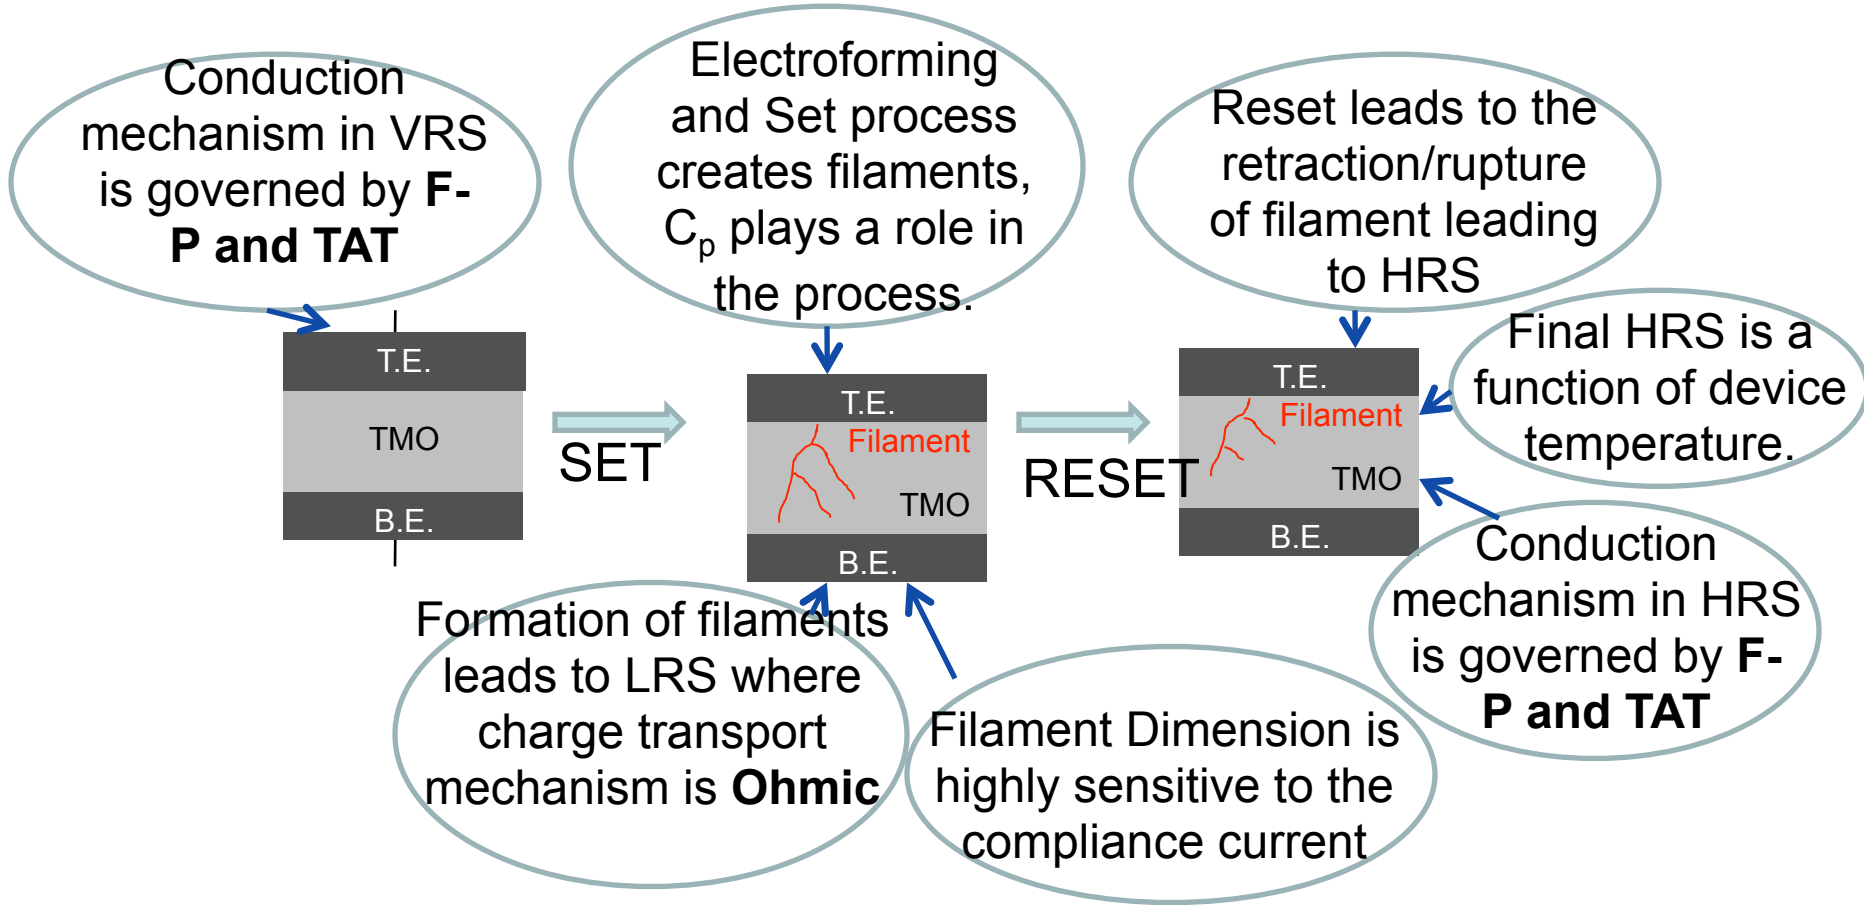 Conduction
mechanism in VRS
is governed by F-
P and TAT
Electroforming
and Set process
creates filaments,
Cp plays a role in
the process.
Reset leads to the
retraction/rupture
of filament leading
to HRS
Final HRS is a
function of device
temperature.
T.E.
TMO
B.E.
SET
T.E.
Filament
TMO
B.E.
RESET
T.E.
Filament
TMO
B.E.
Formation of filaments
leads to LRS where
charge transport
mechanism is Ohmic
Filament Dimension is
highly sensitive to the
compliance current
Conduction
mechanism in HRS
is governed by F-
P and TAT